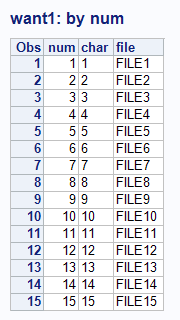 want1: by num
Obs num char file
1 1 1 FILE1
2 2 2 FILE2
3 3 3 FILE3
4 4 4 FILE4
5 5 5 FILE5
6 6 6 FILE6
7 7 7 FILE7
8 8 8 FILE8
9 9 9 FILE9
10 10 10 FILE10
11 11 11 FILE11
12 12 12 FILE12
13 13 13 FILE13
14 14 14 FILE14
15 15 15 FILE15